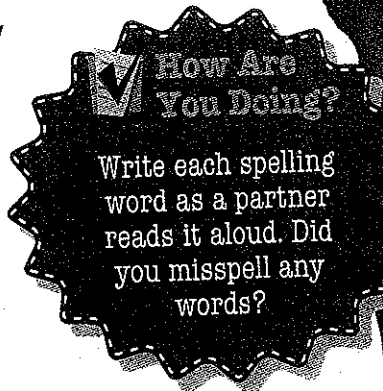 How Are
You Doing?
Write each spelling
word as a partner
reads it aloud. Did
you misspell any
words?